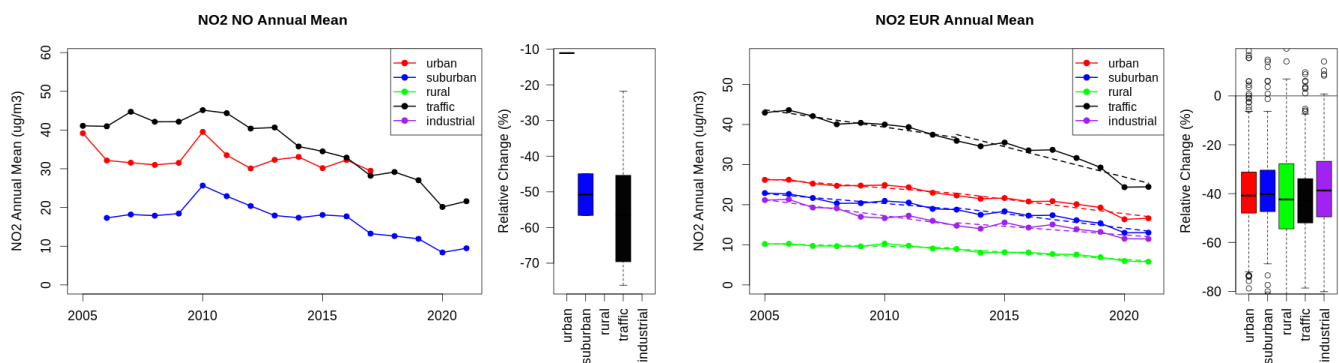 NO2 NO Annual Mean
NO2 Annual Mean (ug/m3)
60
50
40
30
20
10
0
2005
2010
2015
2020
urban
suburban
rural
traffic
industrial
Relative Change (%)
-10
-20
-30
-40
-50
-60
-70
urban
suburban
rural
traffic
industrial
NO2 EUR Annual Mean
NO2 Annual Mean (ug/m3)
50
40
30
20
10
0
2005
2010
2015
2020
urban
suburban
rural
traffic
industrial
Relative Change (%)
0
-20
-40
-60
-80
urban
suburban
rural
traffic
industrial